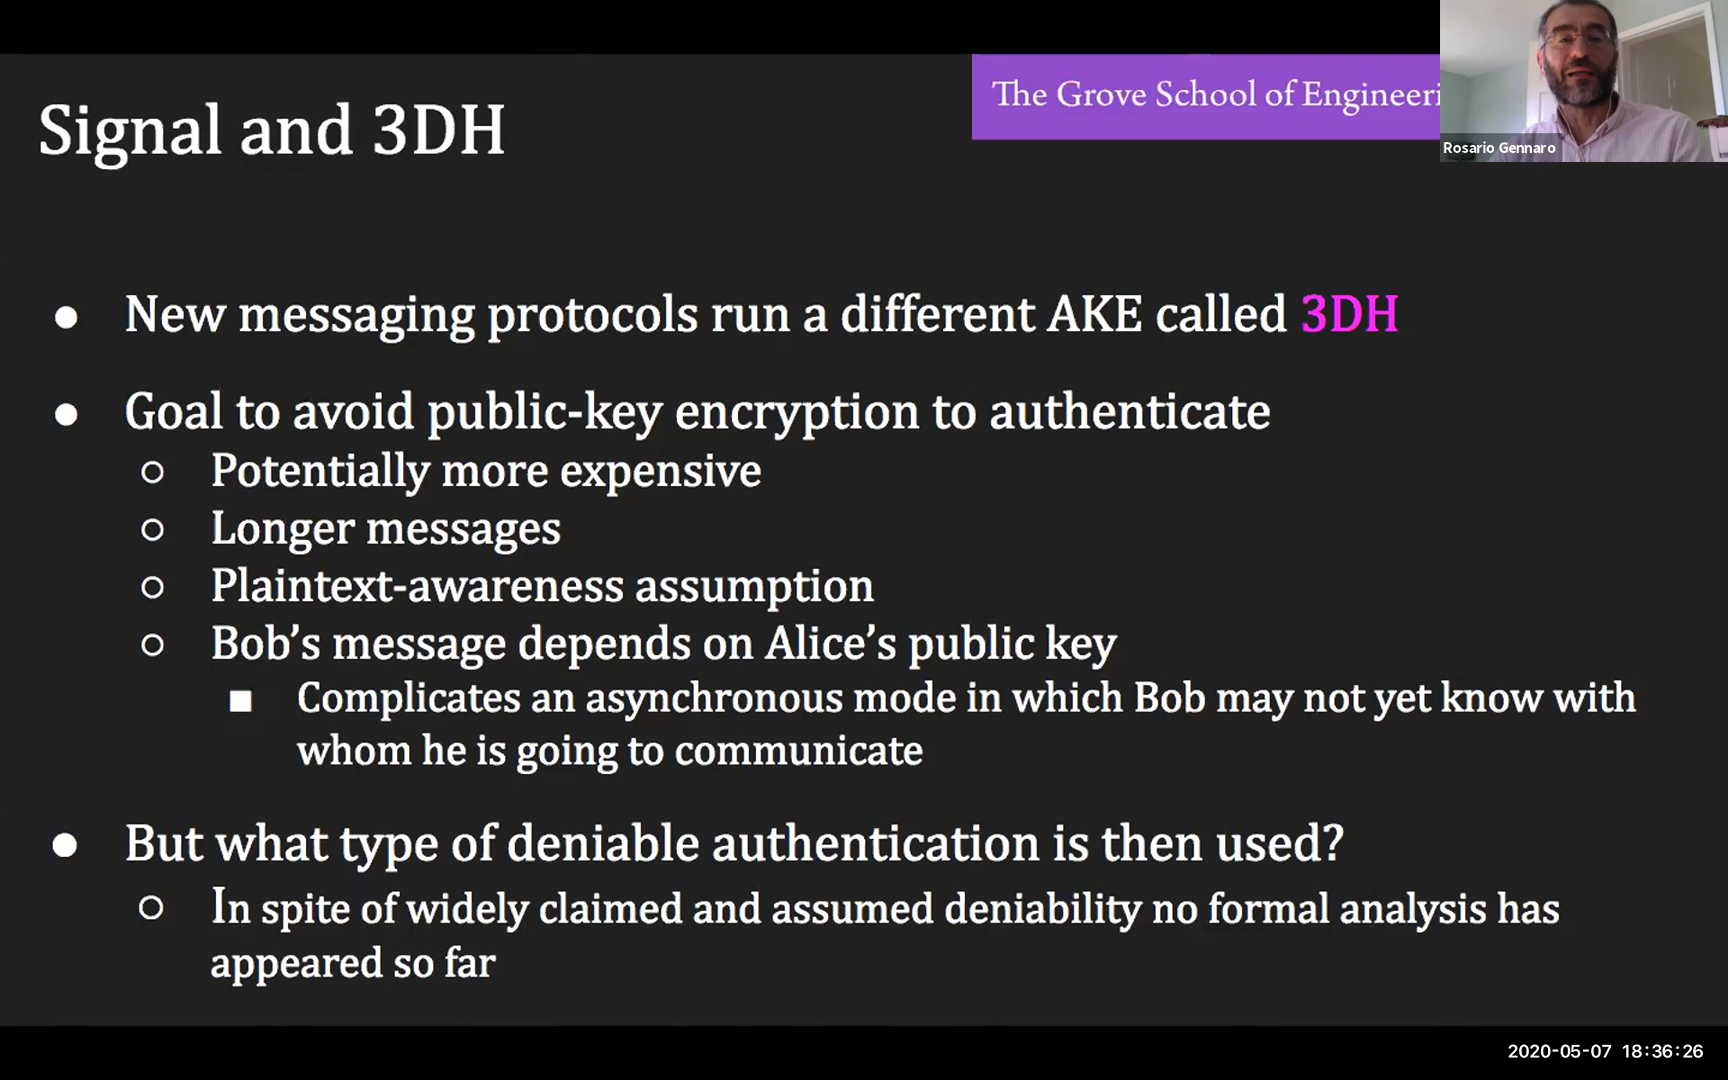 The Grove School of Engineeri
Rosario Gennaro
Signal and 3DH
● New messaging protocols run a different AKE called 3DH
● Goal to avoid public-key encryption to authenticate
○ Potentially more expensive
○ Longer messages
○ Plaintext-awareness assumption
○ Bob’s message depends on Alice’s public key
■ Complicates an asynchronous mode in which Bob may not yet know with
whom he is going to communicate
● But what type of deniable authentication is then used?
○ In spite of widely claimed and assumed deniability no formal analysis has
appeared so far
2020-05-07 18:36:26